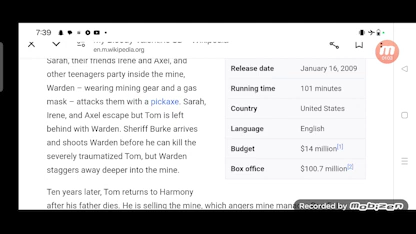 7:39
en.m.wikipedia.org
Sarah, their friends Irene and Axel, and
other teenagers party inside the mine,
Warden – wearing mining gear and a gas
mask – attacks them with a pickaxe. Sarah,
Irene, and Axel escape but Tom is left
behind with Warden. Sheriff Burke arrives
and shoots Warden before he can kill the
severely traumatized Tom, but Warden
staggers away deeper into the mine.
Release date January 16, 2009
Running time 101 minutes
Country United States
Language English
Budget $14 million[1]
Box office $100.7 million[2]
Ten years later, Tom returns to Harmony
after his father dies. He is selling the mine, which angers mine
Recorded by Mobizen